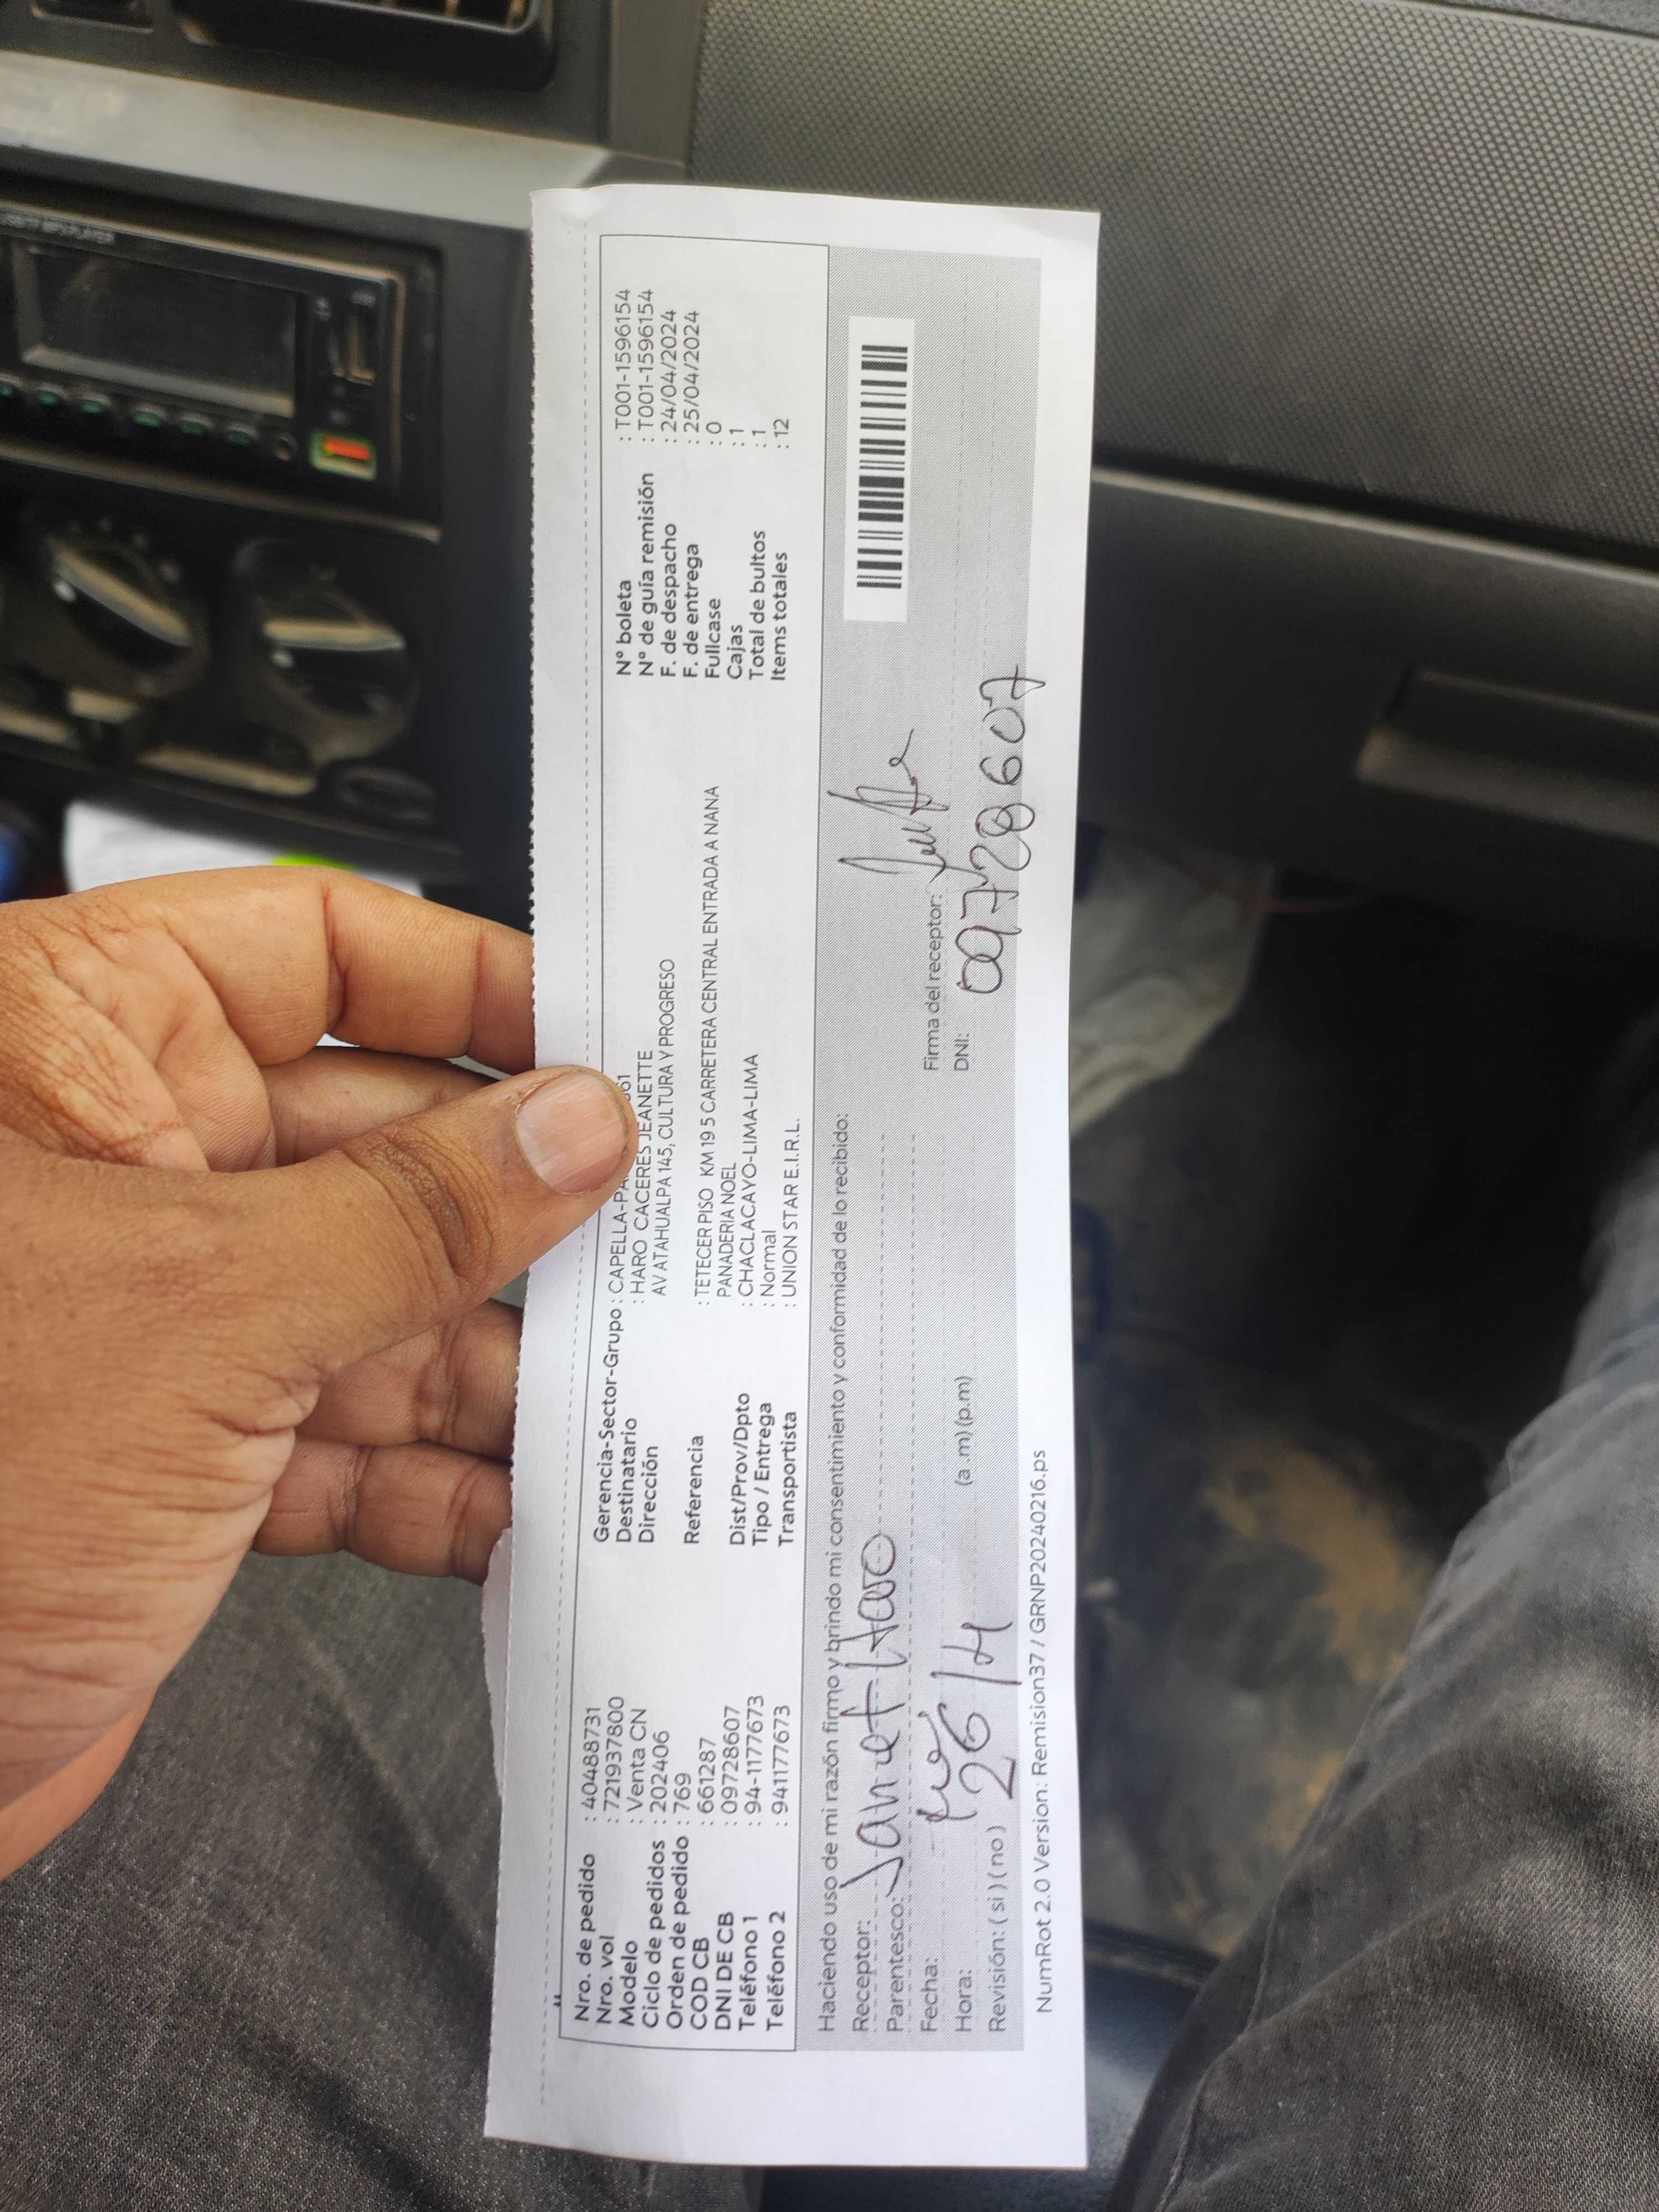 Nro. de pedido : 40488731
Nro. vol : 721937800
Modelo : Venta CN
Ciclo de pedidos : 202406
Orden de pedido : 769
COD CB : 661287
DNI DE CB : 09728607
Teléfono 1 : 94-1177673
Teléfono 2 : 941177673
Gerencia-Sector-Grupo : CAPELLA-
Destinatario : HARO CACERES JEANETTE
Dirección AV ATAHUALPA 145, CULTURA Y PROGRESO
Referencia : TETECER PISO KM 19 5 CARRETERA CENTRAL ENTRADA A NANA
PANADERIA NOEL
Dist/Prov/Dpto : CHACLACAYO-LIMA-LIMA
Tipo / Entrega : Normal
Transportista : UNION STAR E.I.R.L.
N° boleta : T001-1596154
N° de guía remisión : T001-1596154
F. de despacho : 24/04/2024
F. de entrega : 25/04/2024
Fullcase : 0
Cajas : 1
Total de bultos : 1
Items totales : 12
Haciendo uso de mi razón firmo y brindo mi consentimiento y conformidad de lo recibido:
Receptor: Janet Haro
Parentesco:
Fecha:
Hora: 26/4 (a.m) (p.m)
Revisión: ( si ) ( no )
Firma del receptor:
DNI: 09728607
NumRot 2.0 Version: Remision37 / GRNP20240216.ps